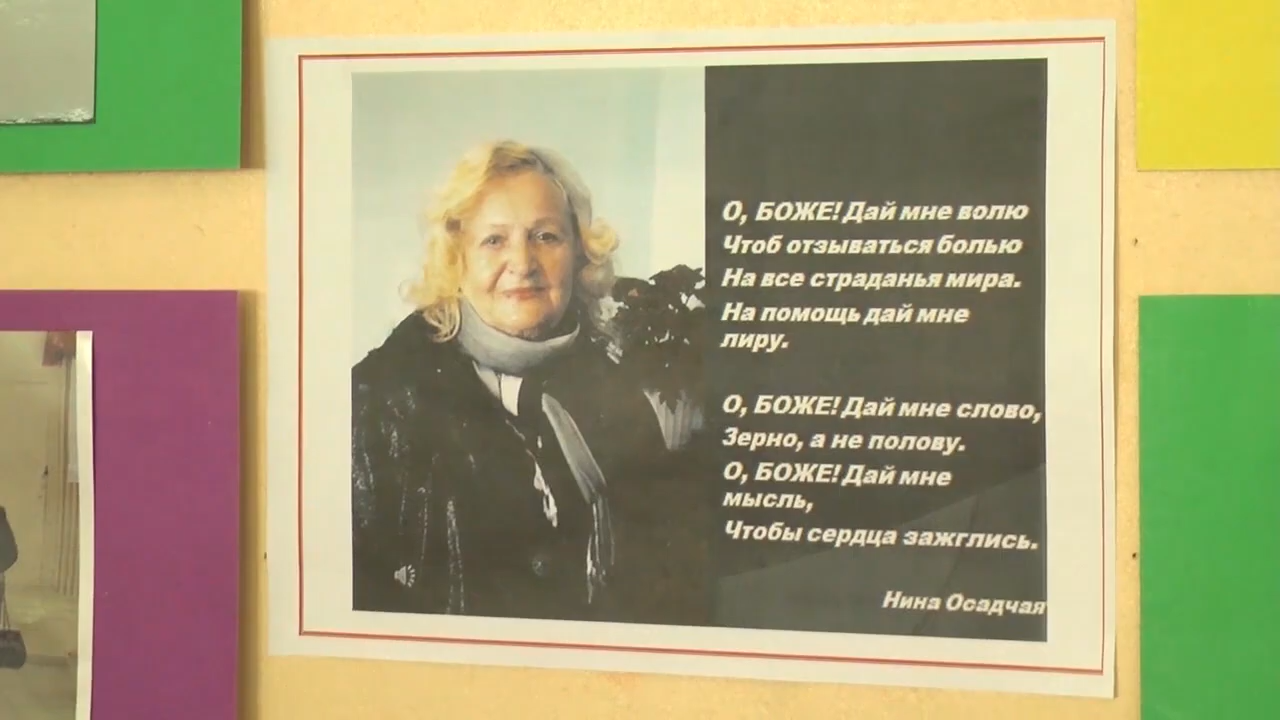 О, БОЖЕ! Дай мне волю
Чтоб отзываться болью
На все страданья мира.
На помощь дай мне
лиру.
О, БОЖЕ! Дай мне слово,
Зерно, а не полову.
О, БОЖЕ! Дай мне
мысль,
Чтобы сердца зажглись.
Нина Осадчая